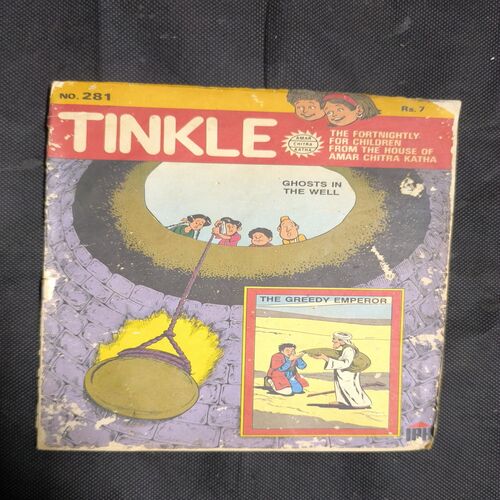 NO. 281
Rs. 7
TINKLE
AMAR
CHITRA
KATHA
THE FORTNIGHTLY
FOR CHILDREN
FROM THE HOUSE OF
AMAR CHITRA KATHA
GHOSTS IN
THE WELL
THE GREEDY EMPEROR